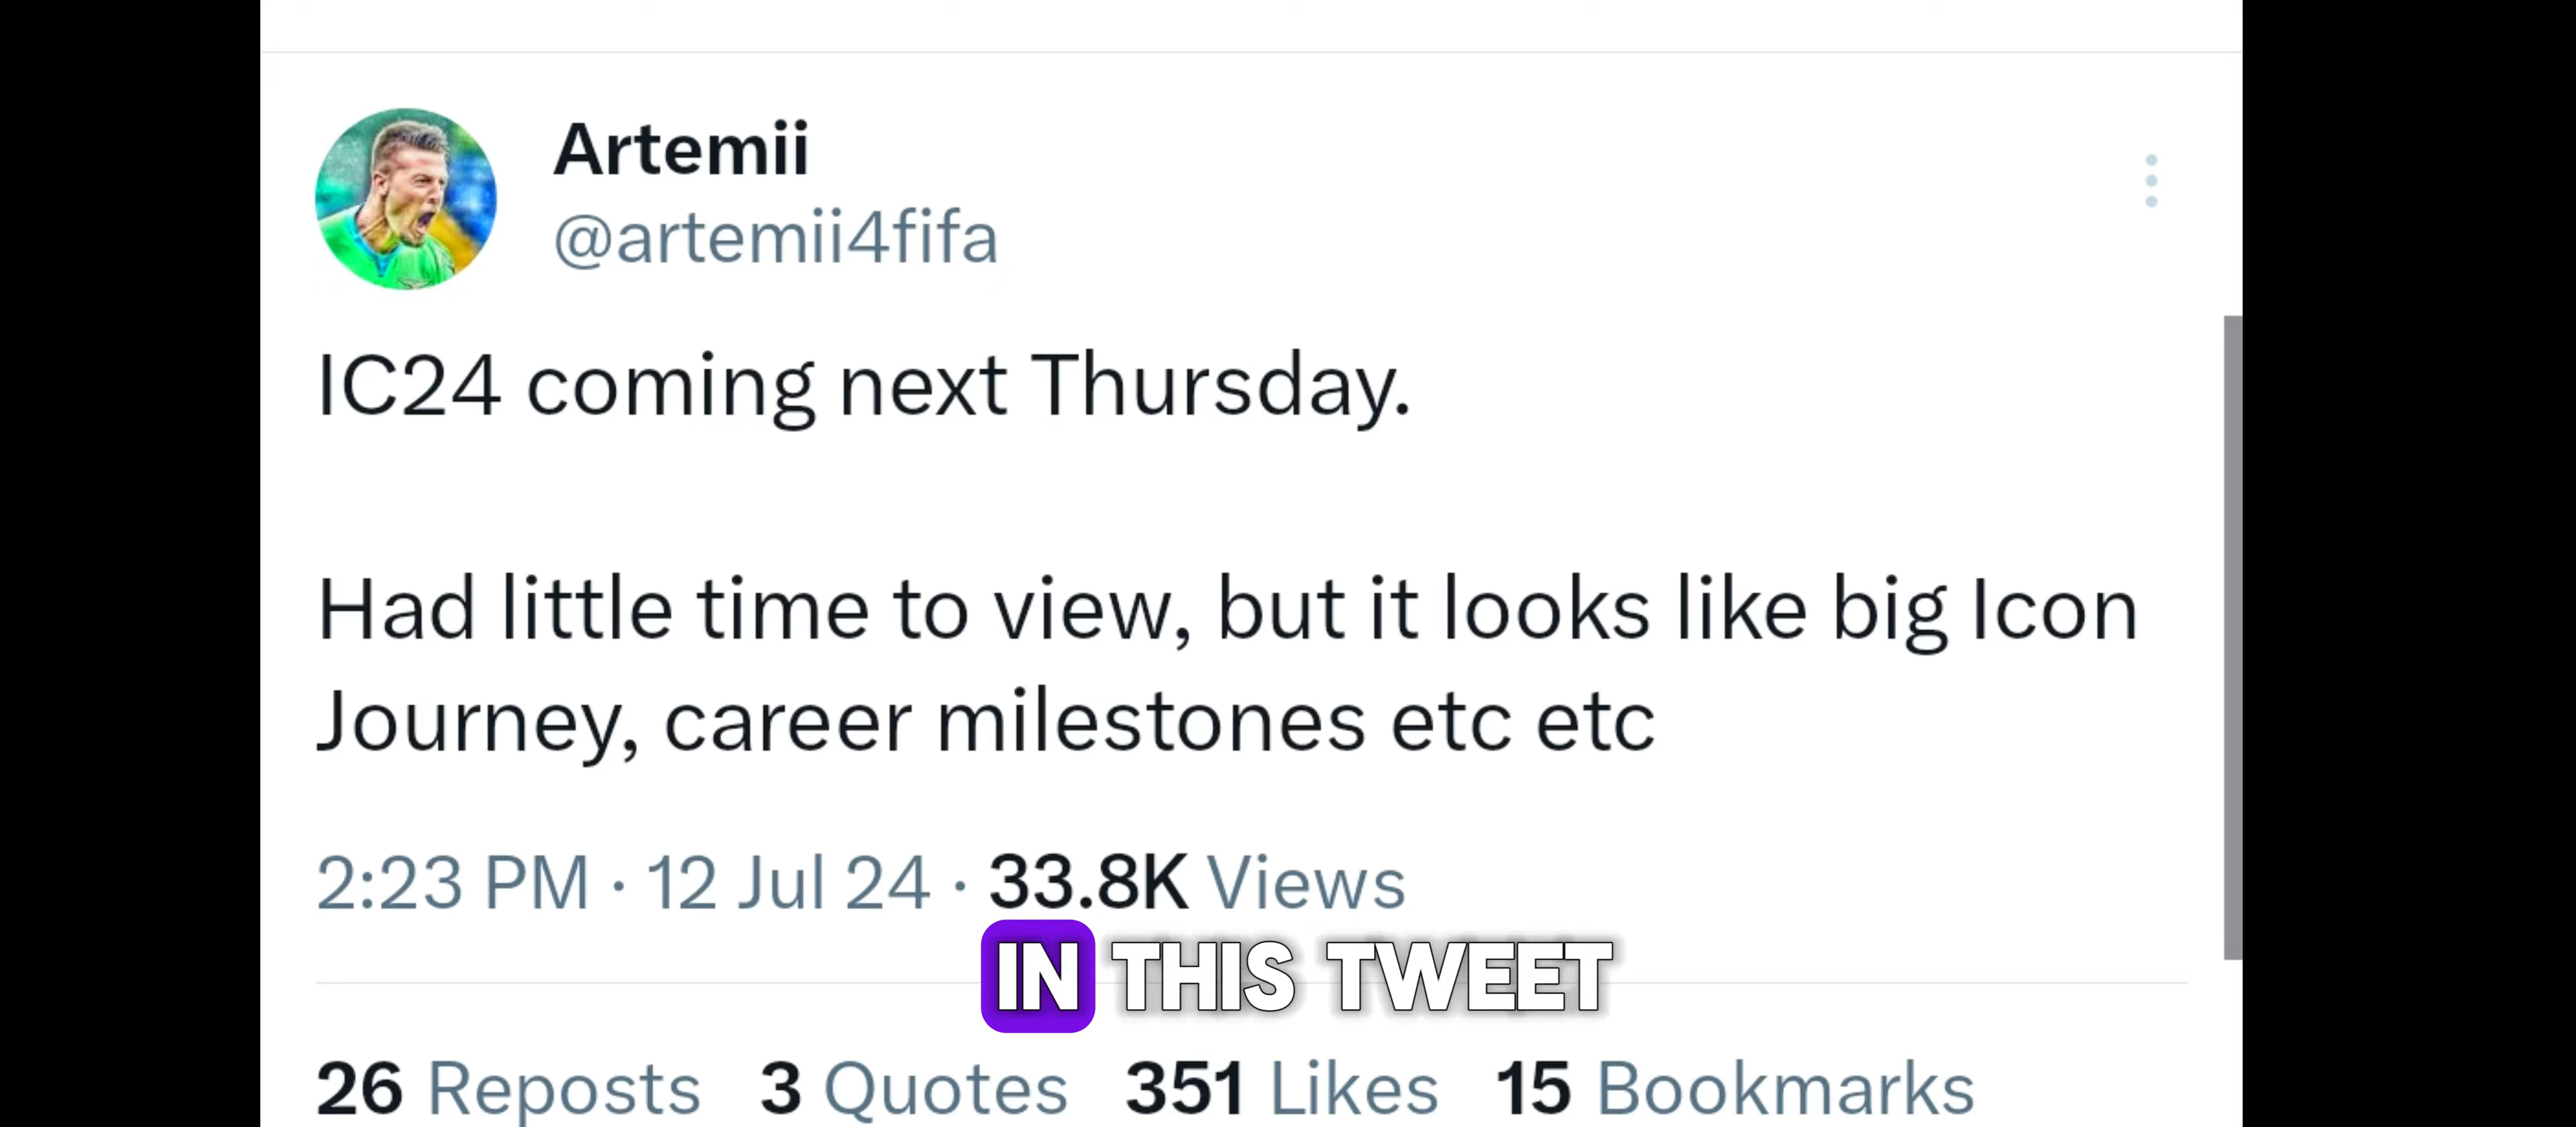 Artemii
@artemii4fifa
IC24 coming next Thursday.
Had little time to view, but it looks like big Icon
Journey, career milestones etc etc
2:23 PM · 12 Jul 24 · 33.8K Views
IN THIS TWEET
26 Reposts 3 Quotes 351 Likes 15 Bookmarks